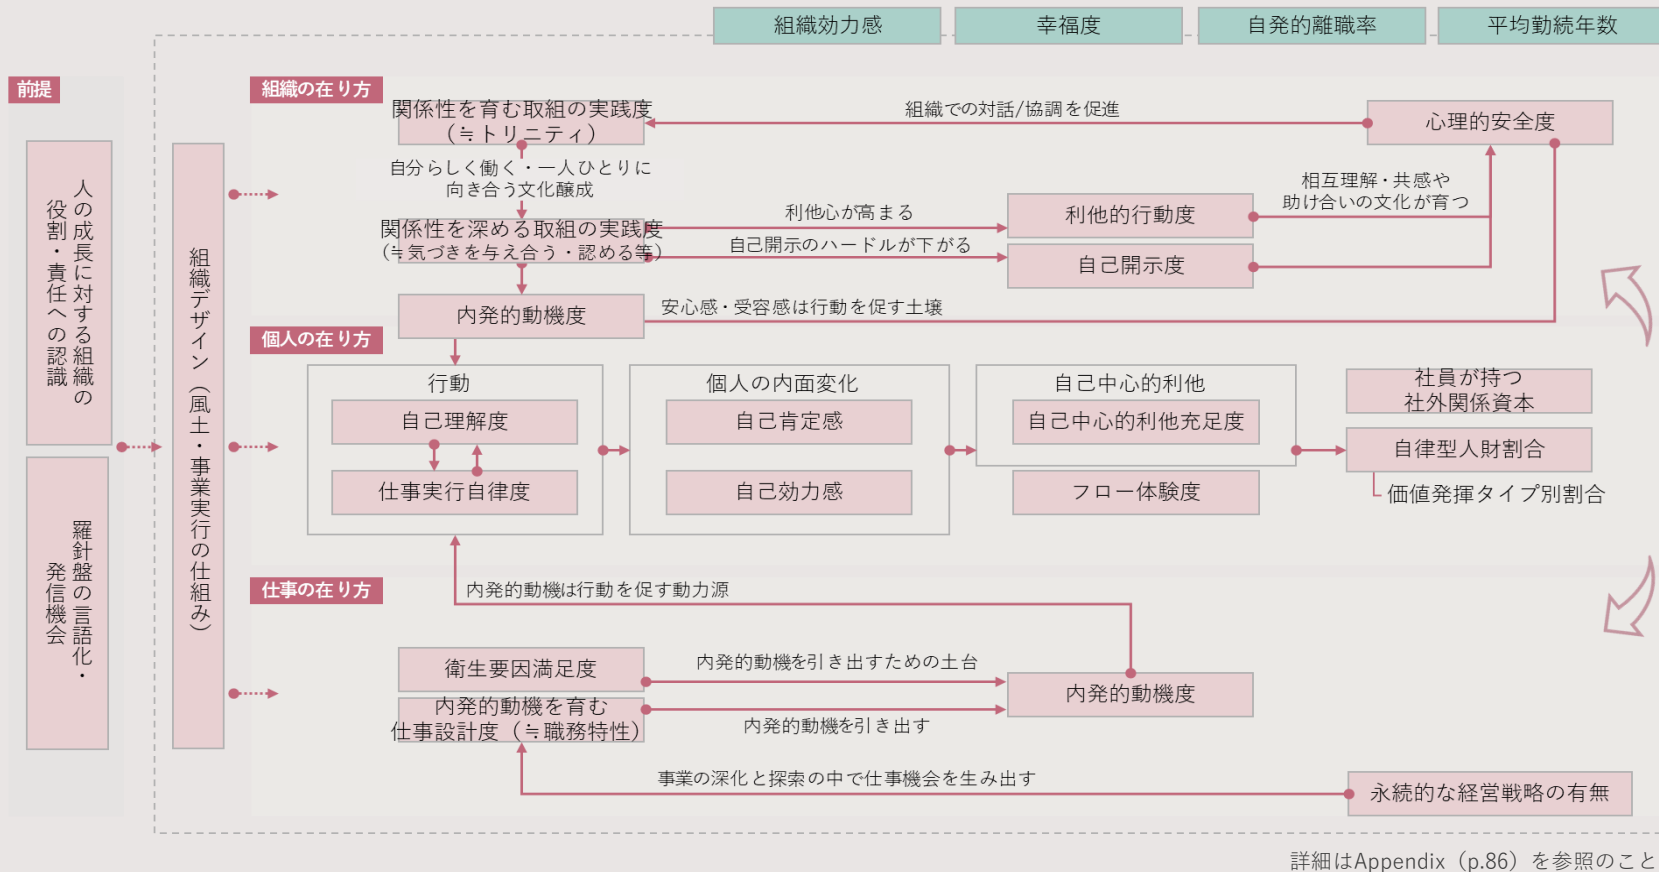 組織効力感
幸福度
自発的離職率
平均勤続年数
前提
人の成長に対する組織の
役割・責任への認識
羅針盤の言語化・
発信機会
組織デザイン（風土・事業実行の仕組み）
組織の在り方
関係性を育む取組の実践度
（≒トリニティ）
組織での対話/協調を促進
心理的安全度
自分らしく働く・一人ひとりに
向き合う文化醸成
関係性を深める取組の実践度
（≒気づきを与え合う・認める等）
利他心が高まる
利他的行動度
相互理解・共感や
助け合いの文化が育つ
自己開示のハードルが下がる
自己開示度
内発的動機度
安心感・受容感は行動を促す土壌
個人の在り方
行動
自己理解度
仕事実行自律度
個人の内面変化
自己肯定感
自己効力感
自己中心的利他
自己中心的利他充足度
フロー体験度
社員が持つ
社外関係資本
自律型人財割合
価値発揮タイプ別割合
仕事の在り方
内発的動機は行動を促す動力源
衛生要因満足度
内発的動機を引き出すための土台
内発的動機を育む
仕事設計度（≒職務特性）
内発的動機を引き出す
内発的動機度
事業の深化と探索の中で仕事機会を生み出す
永続的な経営戦略の有無
詳細はAppendix（p.86）を参照のこと